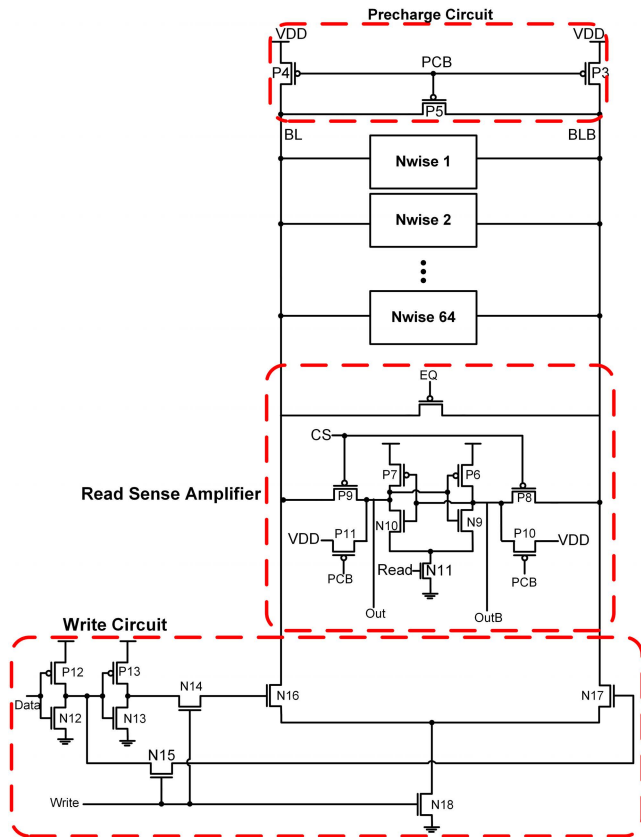 Precharge Circuit
VDD VDD
P4 PCB P3
P5
BL BLB
Nwise 1
Nwise 2
Nwise 64
EQ
CS
P7 P6
Read Sense Amplifier
P9 P8
N10 N9
P11 P10
VDD VDD
Read N11
PCB PCB
Out OutB
Write Circuit
P12 P13
N14 N16 N17
Data
N12 N13
N15
Write N18